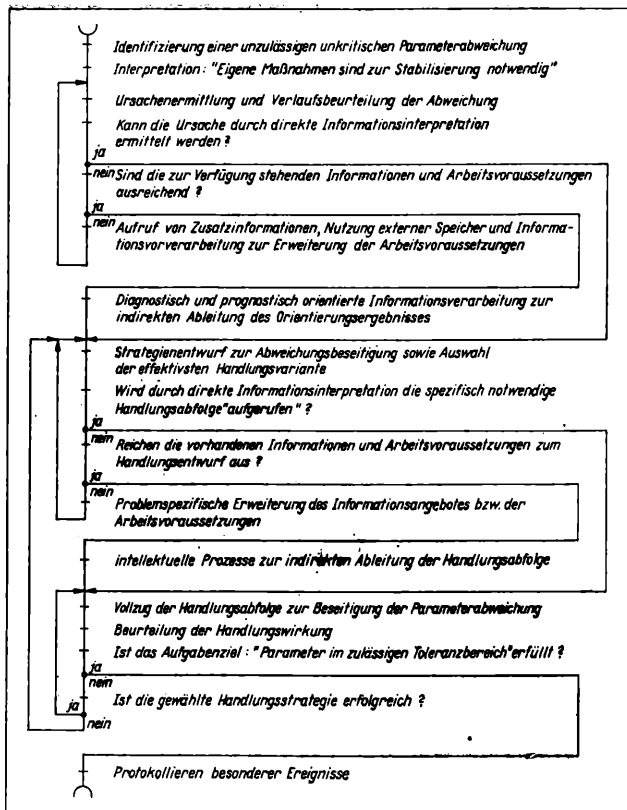 Identifizierung einer unzulässigen unkritischen Parameterabweichung
Interpretation: "Eigene Maßnahmen sind zur Stabilisierung notwendig"
Ursachenermittlung und Verlaufsbeurteilung der Abweichung
Kann die Ursache durch direkte Informationsinterpretation
ermittelt werden ?
ja
nein Sind die zur Verfügung stehenden Informationen und Arbeitsvoraussetzungen
ausreichend ?
ja
nein Aufruf von Zusatzinformationen, Nutzung externer Speicher und Informa-
tionsvorverarbeitung zur Erweiterung der Arbeitsvoraussetzungen
Diagnostisch und prognostisch orientierte Informationsverarbeitung zur
indirekten Ableitung des Orientierungsergebnisses
Strategienentwurf zur Abweichungsbeseitigung sowie Auswahl
der effektivsten Handlungsvariante
Wird durch direkte Informationsinterpretation die spezifisch notwendige
Handlungsabfolge "aufgerufen" ?
ja
nein Reichen die vorhandenen Informationen und Arbeitsvoraussetzungen zum
Handlungsentwurf aus ?
ja
nein Problemspezifische Erweiterung des Informationsangebotes bzw. der
Arbeitsvoraussetzungen
intellektuelle Prozesse zur indirekten Ableitung der Handlungsabfolge
Vollzug der Handlungsabfolge zur Beseitigung der Parameterabweichung
Beurteilung der Handlungswirkung
Ist das Aufgabenziel: "Parameter im zulässigen Toleranzbereich" erfüllt ?
ja
nein
ja Ist die gewählte Handlungsstrategie erfolgreich ?
nein
Protokollieren besonderer Ereignisse